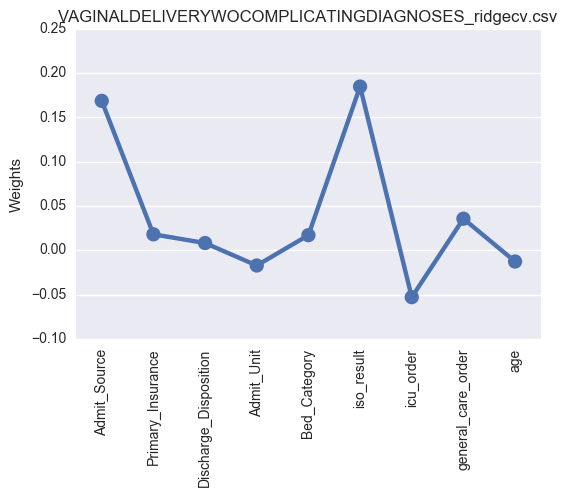 VAGINALDELIVERYWOCOMPLICATINGDIAGNOSES_ridgecv.csv
0.25
0.20
0.15
0.10
0.05
0.00
−0.05
−0.10
Weights
Admit_Source
Primary_Insurance
Discharge_Disposition
Admit_Unit
Bed_Category
iso_result
icu_order
general_care_order
age